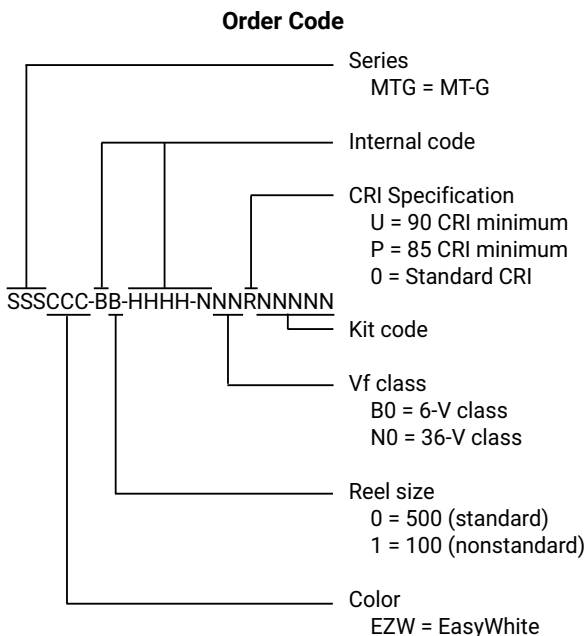 Order Code
Series
MTG = MT-G
Internal code
CRI Specification
U = 90 CRI minimum
P = 85 CRI minimum
0 = Standard CRI
SSSCCC-BB-HHHH-NNNRNNNNN
Kit code
Vf class
B0 = 6-V class
N0 = 36-V class
Reel size
0 = 500 (standard)
1 = 100 (nonstandard)
Color
EZW = EasyWhite